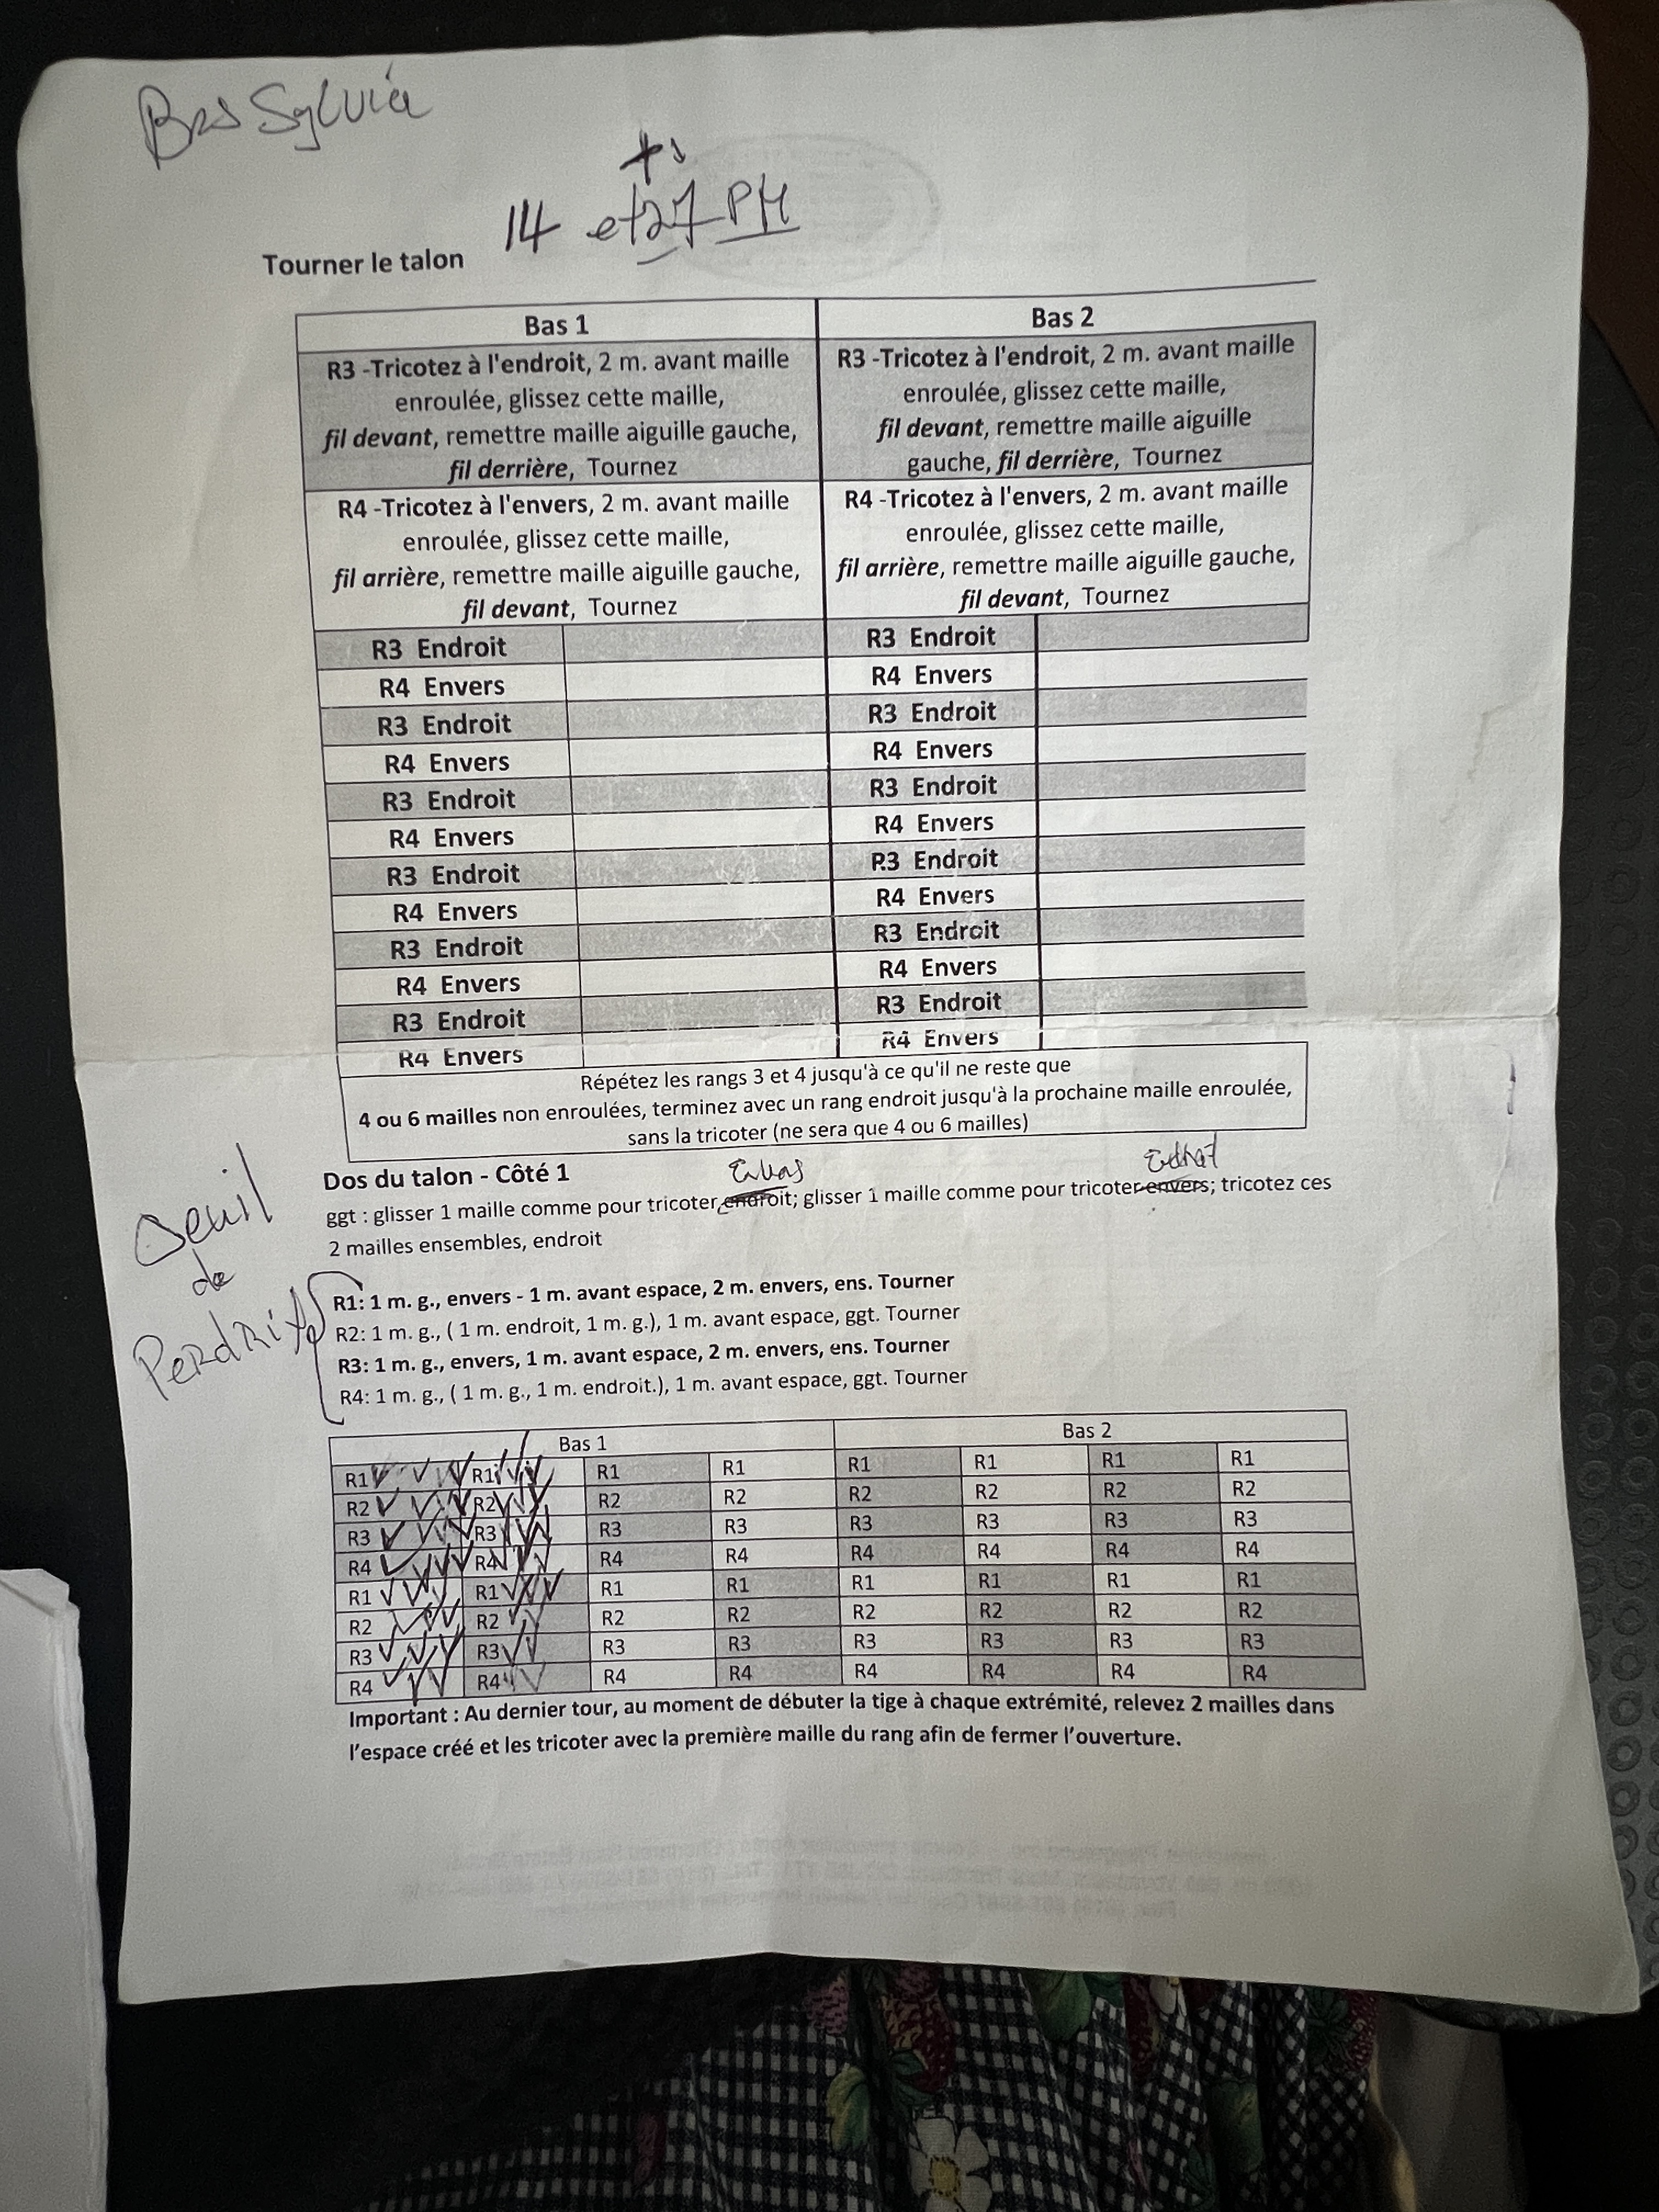 Bas Sylvie
+1
14 et 27 PM
Tourner le talon
Bas 1
Bas 2
R3 -Tricotez à l'endroit, 2 m. avant maille
enroulée, glissez cette maille,
fil devant, remettre maille aiguille gauche,
fil derrière, Tournez
R3 -Tricotez à l'endroit, 2 m. avant maille
enroulée, glissez cette maille,
fil devant, remettre maille aiguille
gauche, fil derrière, Tournez
R4 -Tricotez à l'envers, 2 m. avant maille
enroulée, glissez cette maille,
fil arrière, remettre maille aiguille gauche,
fil devant, Tournez
R4 -Tricotez à l'envers, 2 m. avant maille
enroulée, glissez cette maille,
fil arrière, remettre maille aiguille gauche,
fil devant, Tournez
R3 Endroit R3 Endroit
R4 Envers R4 Envers
R3 Endroit R3 Endroit
R4 Envers R4 Envers
R3 Endroit R3 Endroit
R4 Envers R4 Envers
R3 Endroit R3 Endroit
R4 Envers R4 Envers
R3 Endroit R3 Endroit
R4 Envers R4 Envers
R3 Endroit R3 Endroit
R4 Envers R4 Envers
Répétez les rangs 3 et 4 jusqu'à ce qu'il ne reste que
4 ou 6 mailles non enroulées, terminez avec un rang endroit jusqu'à la prochaine maille enroulée,
sans la tricoter (ne sera que 4 ou 6 mailles)
Dos du talon - Côté 1
ggt : glisser 1 maille comme pour tricoter endroit; glisser 1 maille comme pour tricoter envers; tricotez ces
2 mailles ensembles, endroit
Deuil
de
Perdrix
R1: 1 m. g., envers - 1 m. avant espace, 2 m. envers, ens. Tourner
R2: 1 m. g., ( 1 m. endroit, 1 m. g.), 1 m. avant espace, ggt. Tourner
R3: 1 m. g., envers, 1 m. avant espace, 2 m. envers, ens. Tourner
R4: 1 m. g., ( 1 m. g., 1 m. endroit.), 1 m. avant espace, ggt. Tourner
Bas 1 Bas 2
R1 R1 R1 R1 R1 R1 R1 R1
R2 R2 R2 R2 R2 R2 R2 R2
R3 R3 R3 R3 R3 R3 R3 R3
R4 R4 R4 R4 R4 R4 R4 R4
R1 R1 R1 R1 R1 R1 R1 R1
R2 R2 R2 R2 R2 R2 R2 R2
R3 R3 R3 R3 R3 R3 R3 R3
R4 R4 R4 R4 R4 R4 R4 R4
Important : Au dernier tour, au moment de débuter la tige à chaque extrémité, relevez 2 mailles dans
l'espace créé et les tricoter avec la première maille du rang afin de fermer l'ouverture.